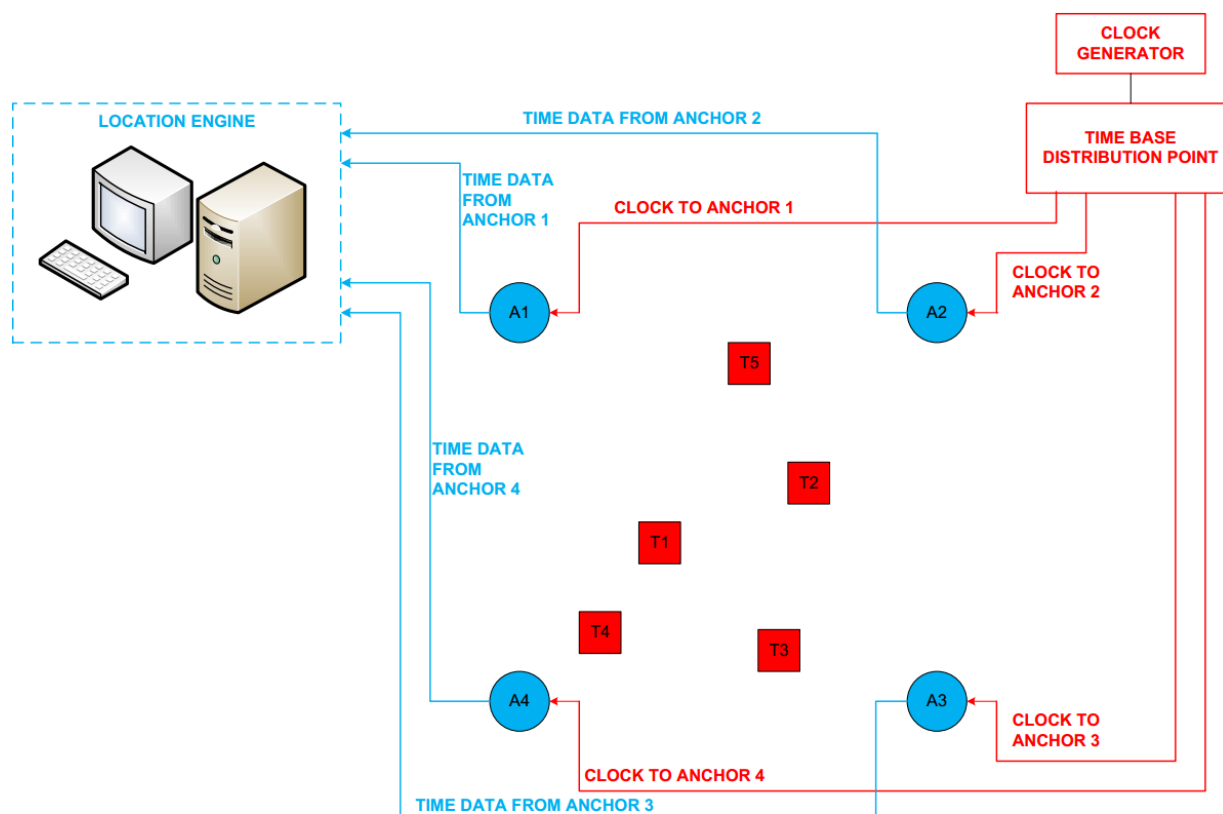 CLOCK
GENERATOR
LOCATION ENGINE
TIME DATA FROM ANCHOR 2
TIME BASE
DISTRIBUTION POINT
TIME DATA
FROM
ANCHOR 1
CLOCK TO ANCHOR 1
CLOCK TO
ANCHOR 2
A1
A2
T5
TIME DATA
FROM
ANCHOR 4
T2
T1
T4
T3
A4
A3
CLOCK TO
ANCHOR 3
CLOCK TO ANCHOR 4
TIME DATA FROM ANCHOR 3